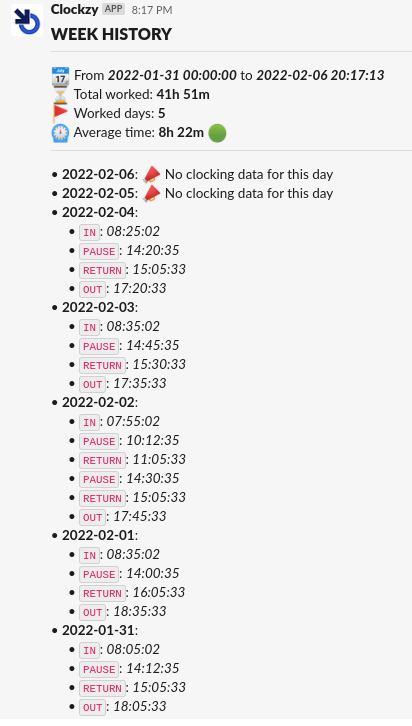 Clockzy APP 8:17 PM
WEEK HISTORY
July 17 From 2022-01-31 00:00:00 to 2022-02-06 20:17:13
Total worked: 41h 51m
Worked days: 5
Average time: 8h 22m
• 2022-02-06: No clocking data for this day
• 2022-02-05: No clocking data for this day
• 2022-02-04:
• IN: 08:25:02
• PAUSE: 14:20:35
• RETURN: 15:05:33
• OUT: 17:20:33
• 2022-02-03:
• IN: 08:35:02
• PAUSE: 14:45:35
• RETURN: 15:30:33
• OUT: 17:35:33
• 2022-02-02:
• IN: 07:55:02
• PAUSE: 10:12:35
• RETURN: 11:05:33
• PAUSE: 14:30:35
• RETURN: 15:05:33
• OUT: 17:45:33
• 2022-02-01:
• IN: 08:35:02
• PAUSE: 14:00:35
• RETURN: 16:05:33
• OUT: 18:35:33
• 2022-01-31:
• IN: 08:05:02
• PAUSE: 14:12:35
• RETURN: 15:05:33
• OUT: 18:05:33